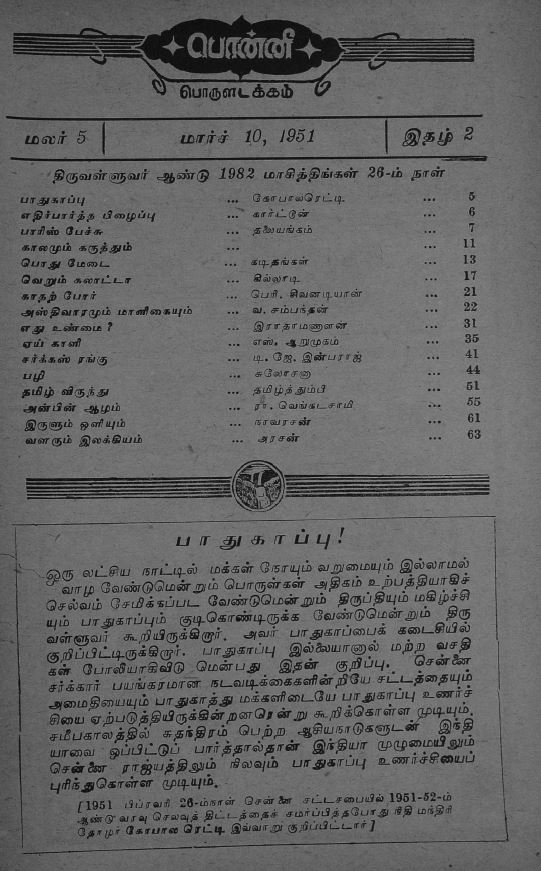 பொன்னி
பொருளடக்கம்
மலர் 5
மார்ச் 10, 1951
இதழ் 2
திருவள்ளுவர் ஆண்டு 1982 மாசித்திங்கள் 26-ம் நாள்
பாதுகாப்பு ... கோபாலரெட்டி ... 5
எதிர்பார்த்த பிழைப்பு ... கார்ட்டூன் ... 6
பாரிஸ் பேச்சு ... தலையங்கம் ... 7
காலமும் கருத்தும் ... ... 11
பொது மேடை ... கடிதங்கள் ... 13
வெறும் கலாட்டா ... கில்லாடி ... 17
காதற் போர் ... பெரி. சிவனடியான் ... 21
அஸ்திவாரமும் மாளிகையும் ... வ. சம்பந்தன் ... 22
எது உண்மை? ... இராதாமணாளன் ... 31
ஏய் காளி ... எஸ். ஆறுமுகம் ... 35
சர்க்கஸ் ரங்கு ... டி. ஜே. இன்பராஜ் ... 41
பழி ... சுலோசனா ... 44
தமிழ் விருந்து ... தமிழ்த்தும்பி ... 51
அன்பின் ஆழம் ... ரா. வெங்கடசாமி ... 55
இருளும் ஒளியும் ... நாவரசன் ... 61
வளரும் இலக்கியம் ... அரசன் ... 63
பாதுகாப்பு!
ஒரு லட்சிய நாட்டில் மக்கள் நோயும் வறுமையும் இல்லாமல்
வாழ வேண்டுமென்றும் பொருள்கள் அதிகம் உற்பத்தியாகிச்
செல்வம் சேமிக்கப்பட வேண்டுமென்றும் திருப்தியும் மகிழ்ச்சி
யும் பாதுகாப்பும் குடிகொண்டிருக்க வேண்டுமென்றும் திரு
வள்ளுவர் கூறியிருக்கிறார். அவர் பாதுகாப்பைக் கடைசியில்
குறிப்பிட்டிருக்கிறார். பாதுகாப்பு இல்லையானால் மற்ற வசதி
கள் போலியாகிவிடு மென்பது இதன் குறிப்பு. சென்னை
சர்க்கார் பயங்கரமான நடவடிக்கைகளின்றியே சட்டத்தையும்
அமைதியையும் பாதுகாத்து மக்களிடையே பாதுகாப்பு உணர்ச்
சியை ஏற்படுத்தியிருக்கின்றனரென்று கூறிக்கொள்ள முடியும்.
சமீபகாலத்தில் சுதந்திரம் பெற்ற ஆசியநாடுகளுடன் இந்தி
யாவை ஒப்பிட்டுப் பார்த்தால்தான் இந்தியா முழுமையிலும்
சென்னை ராஜ்யத்திலும் நிலவும் பாதுகாப்பு உணர்ச்சியைப்
புரிந்துகொள்ள முடியும்.
[1951 பிப்ரவரி 26-ம்நாள் சென்னை சட்டசபையில் 1951-52-ம்
ஆண்டு வரவு செலவுத் திட்டத்தைச் சமர்ப்பித்தபோது நிதி மந்திரி
தோழர் கோபால ரெட்டி இவ்வாறு குறிப்பிட்டார்]